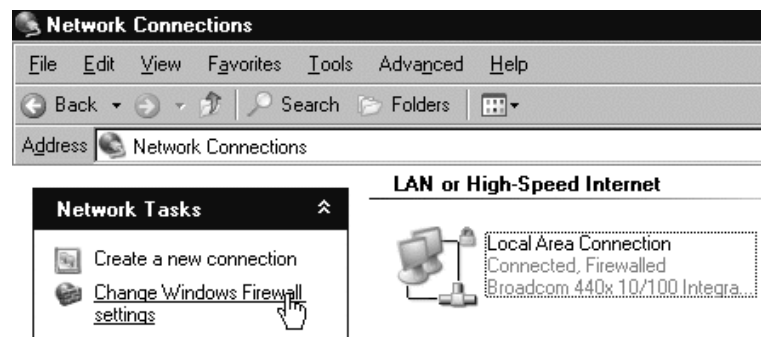 Network Connections
File Edit View Favorites Tools Advanced Help
Back Search Folders
Address Network Connections
Network Tasks
Create a new connection
Change Windows Firewall
settings
LAN or High-Speed Internet
Local Area Connection
Connected, Firewalled
Broadcom 440x 10/100 Integra...